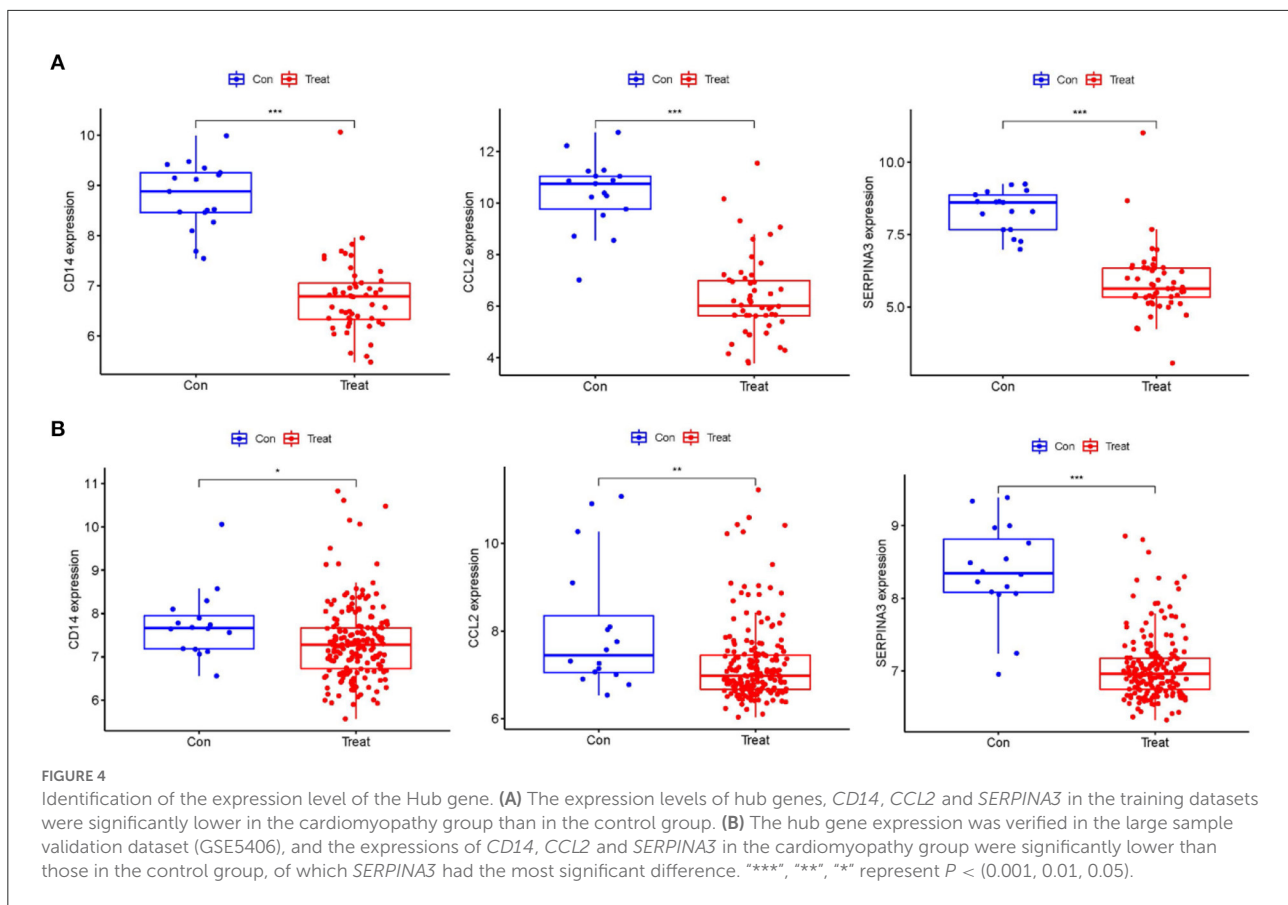 A
Con Treat
***
CD14 expression
10
9
8
7
6
Con Treat
Con Treat
***
CCL2 expression
12
10
8
6
4
Con Treat
Con Treat
***
SERPINA3 expression
10.0
7.5
5.0
Con Treat
B
Con Treat
*
CD14 expression
11
10
9
8
7
6
Con Treat
Con Treat
**
CCL2 expression
10
8
6
Con Treat
Con Treat
***
SERPINA3 expression
9
8
7
Con Treat
FIGURE 4
Identification of the expression level of the Hub gene. (A) The expression levels of hub genes, CD14, CCL2 and SERPINA3 in the training datasets
were significantly lower in the cardiomyopathy group than in the control group. (B) The hub gene expression was verified in the large sample
validation dataset (GSE5406), and the expressions of CD14, CCL2 and SERPINA3 in the cardiomyopathy group were significantly lower than
those in the control group, of which SERPINA3 had the most significant difference. "***", "**", "*" represent P < (0.001, 0.01, 0.05).